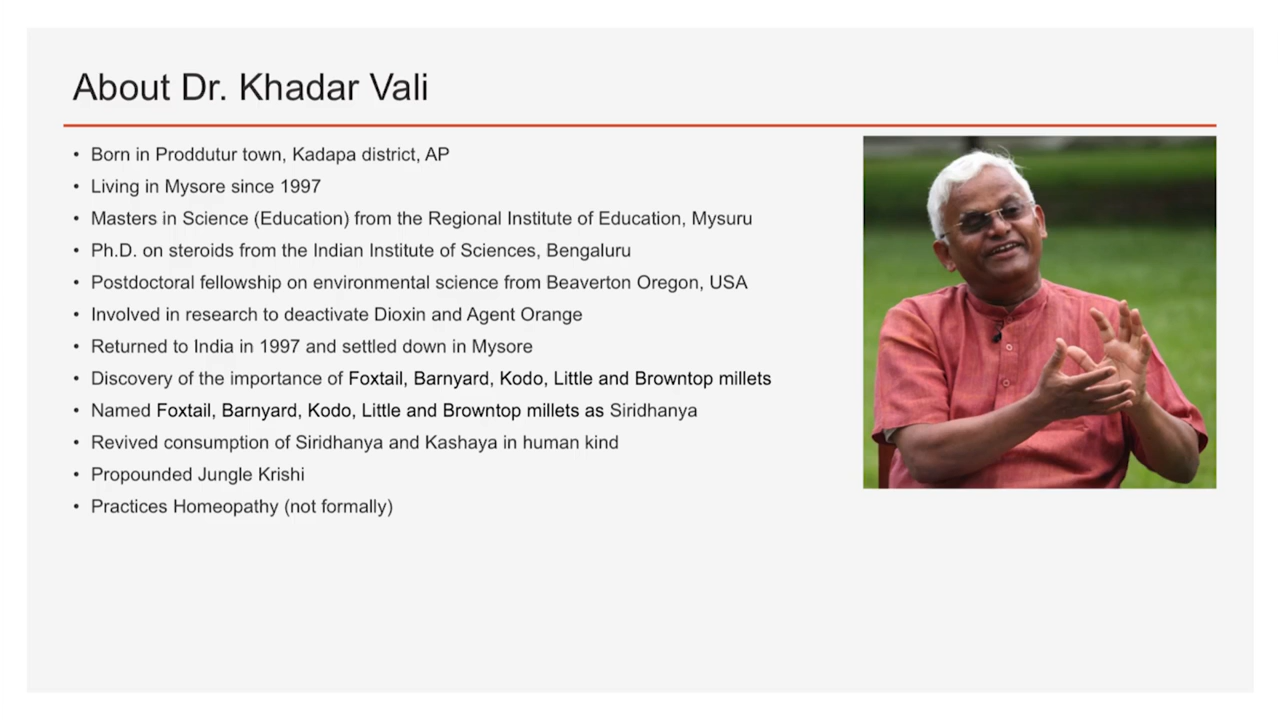 About Dr. Khadar Vali
• Born in Proddutur town, Kadapa district, AP
• Living in Mysore since 1997
• Masters in Science (Education) from the Regional Institute of Education, Mysuru
• Ph.D. on steroids from the Indian Institute of Sciences, Bengaluru
• Postdoctoral fellowship on environmental science from Beaverton Oregon, USA
• Involved in research to deactivate Dioxin and Agent Orange
• Returned to India in 1997 and settled down in Mysore
• Discovery of the importance of Foxtail, Barnyard, Kodo, Little and Browntop millets
• Named Foxtail, Barnyard, Kodo, Little and Browntop millets as Siridhanya
• Revived consumption of Siridhanya and Kashaya in human kind
• Propounded Jungle Krishi
• Practices Homeopathy (not formally)